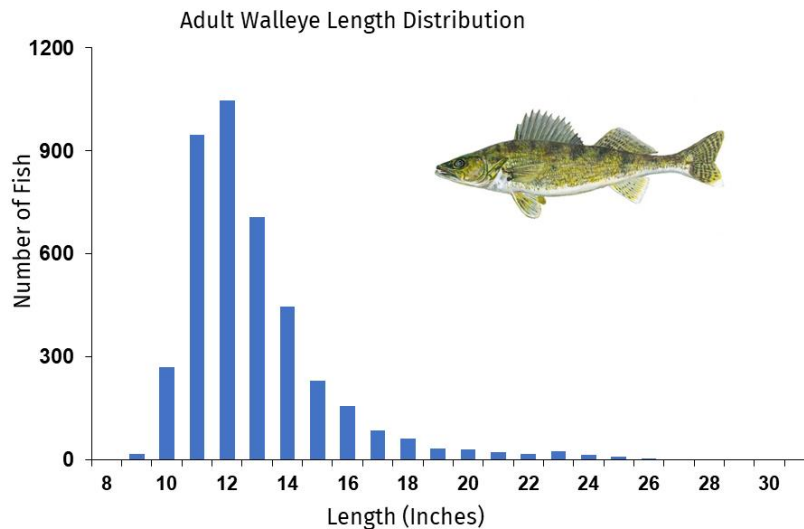 Adult Walleye Length Distribution
1200
900
600
300
0
Number of Fish
8 10 12 14 16 18 20 22 24 26 28 30
Length (Inches)